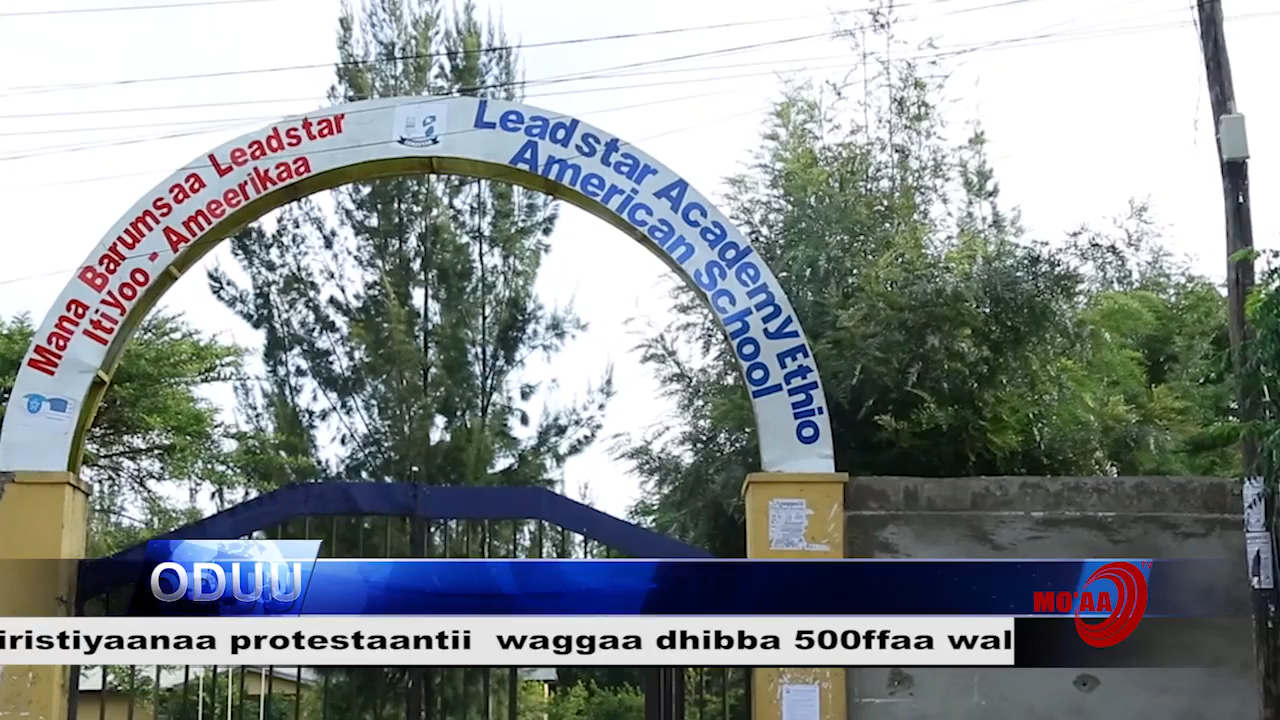 Mana Barumsaa Leadstar
Itiyoo - Ameerikaa
Leadstar Academy Ethio
American School
ODUU
MO'AA TV
iristiyaanaa protestaantii waggaa dhibba 500ffaa wal